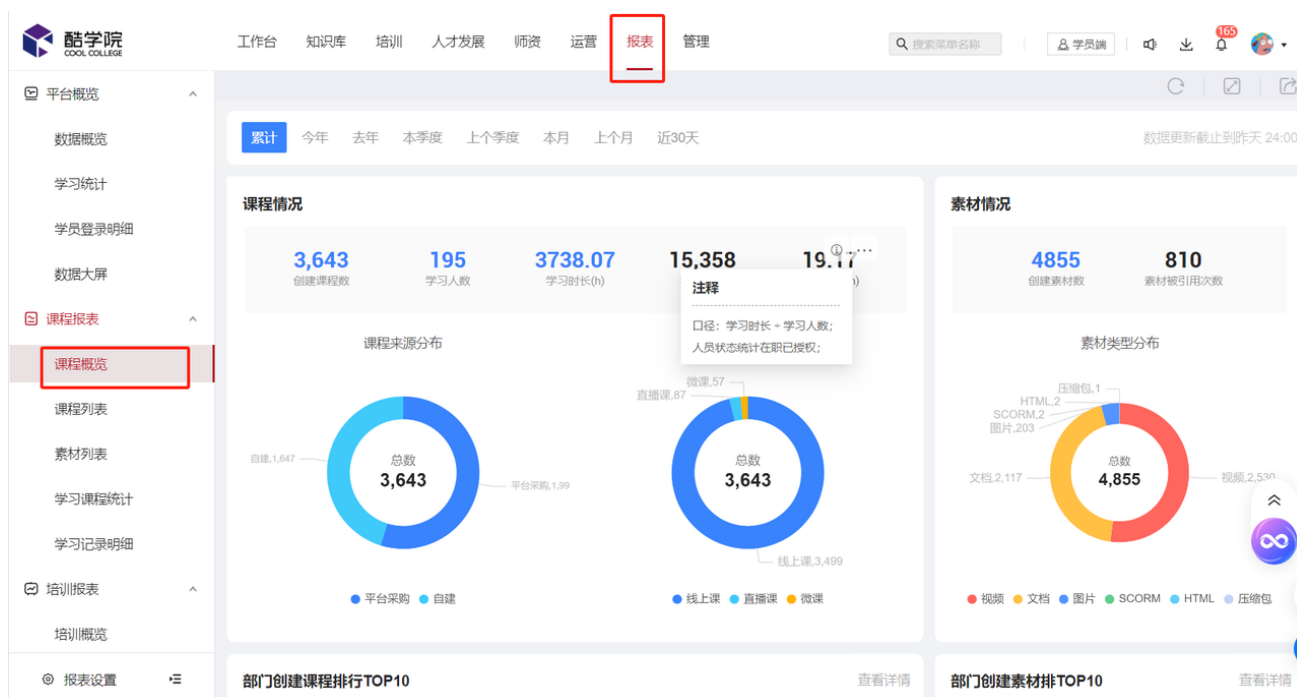 酷学院
COOL COLLEGE
工作台 知识库 培训 人才发展 师资 运营 报表 管理
搜索菜单名称
学员端
165
平台概览
数据概览
学习统计
学员登录明细
数据大屏
课程报表
课程概览
课程列表
素材列表
学习课程统计
学习记录明细
培训报表
培训概览
报表设置
累计 今年 去年 本季度 上个季度 本月 上个月 近30天
数据更新截止到昨天 24:00
课程情况
3,643 195 3738.07 15,358 19.17
创建课程数 学习人数 学习时长(h)
注释
口径：学习时长 ÷ 学习人数;
人员状态统计在职已授权;
课程来源分布
自建,1,647
总数
3,643
平台采购,1,99
平台采购 自建
微课,57
直播课,87
总数
3,643
线上课,3,499
线上课 直播课 微课
素材情况
4855 810
创建素材数 素材被引用次数
素材类型分布
压缩包,1
HTML,2
SCORM,2
图片,203
文档,2,117
总数
4,855
视频,2,530
视频 文档 图片 SCORM HTML 压缩包
部门创建课程排行TOP10 查看详情
部门创建素材排TOP10 查看详情